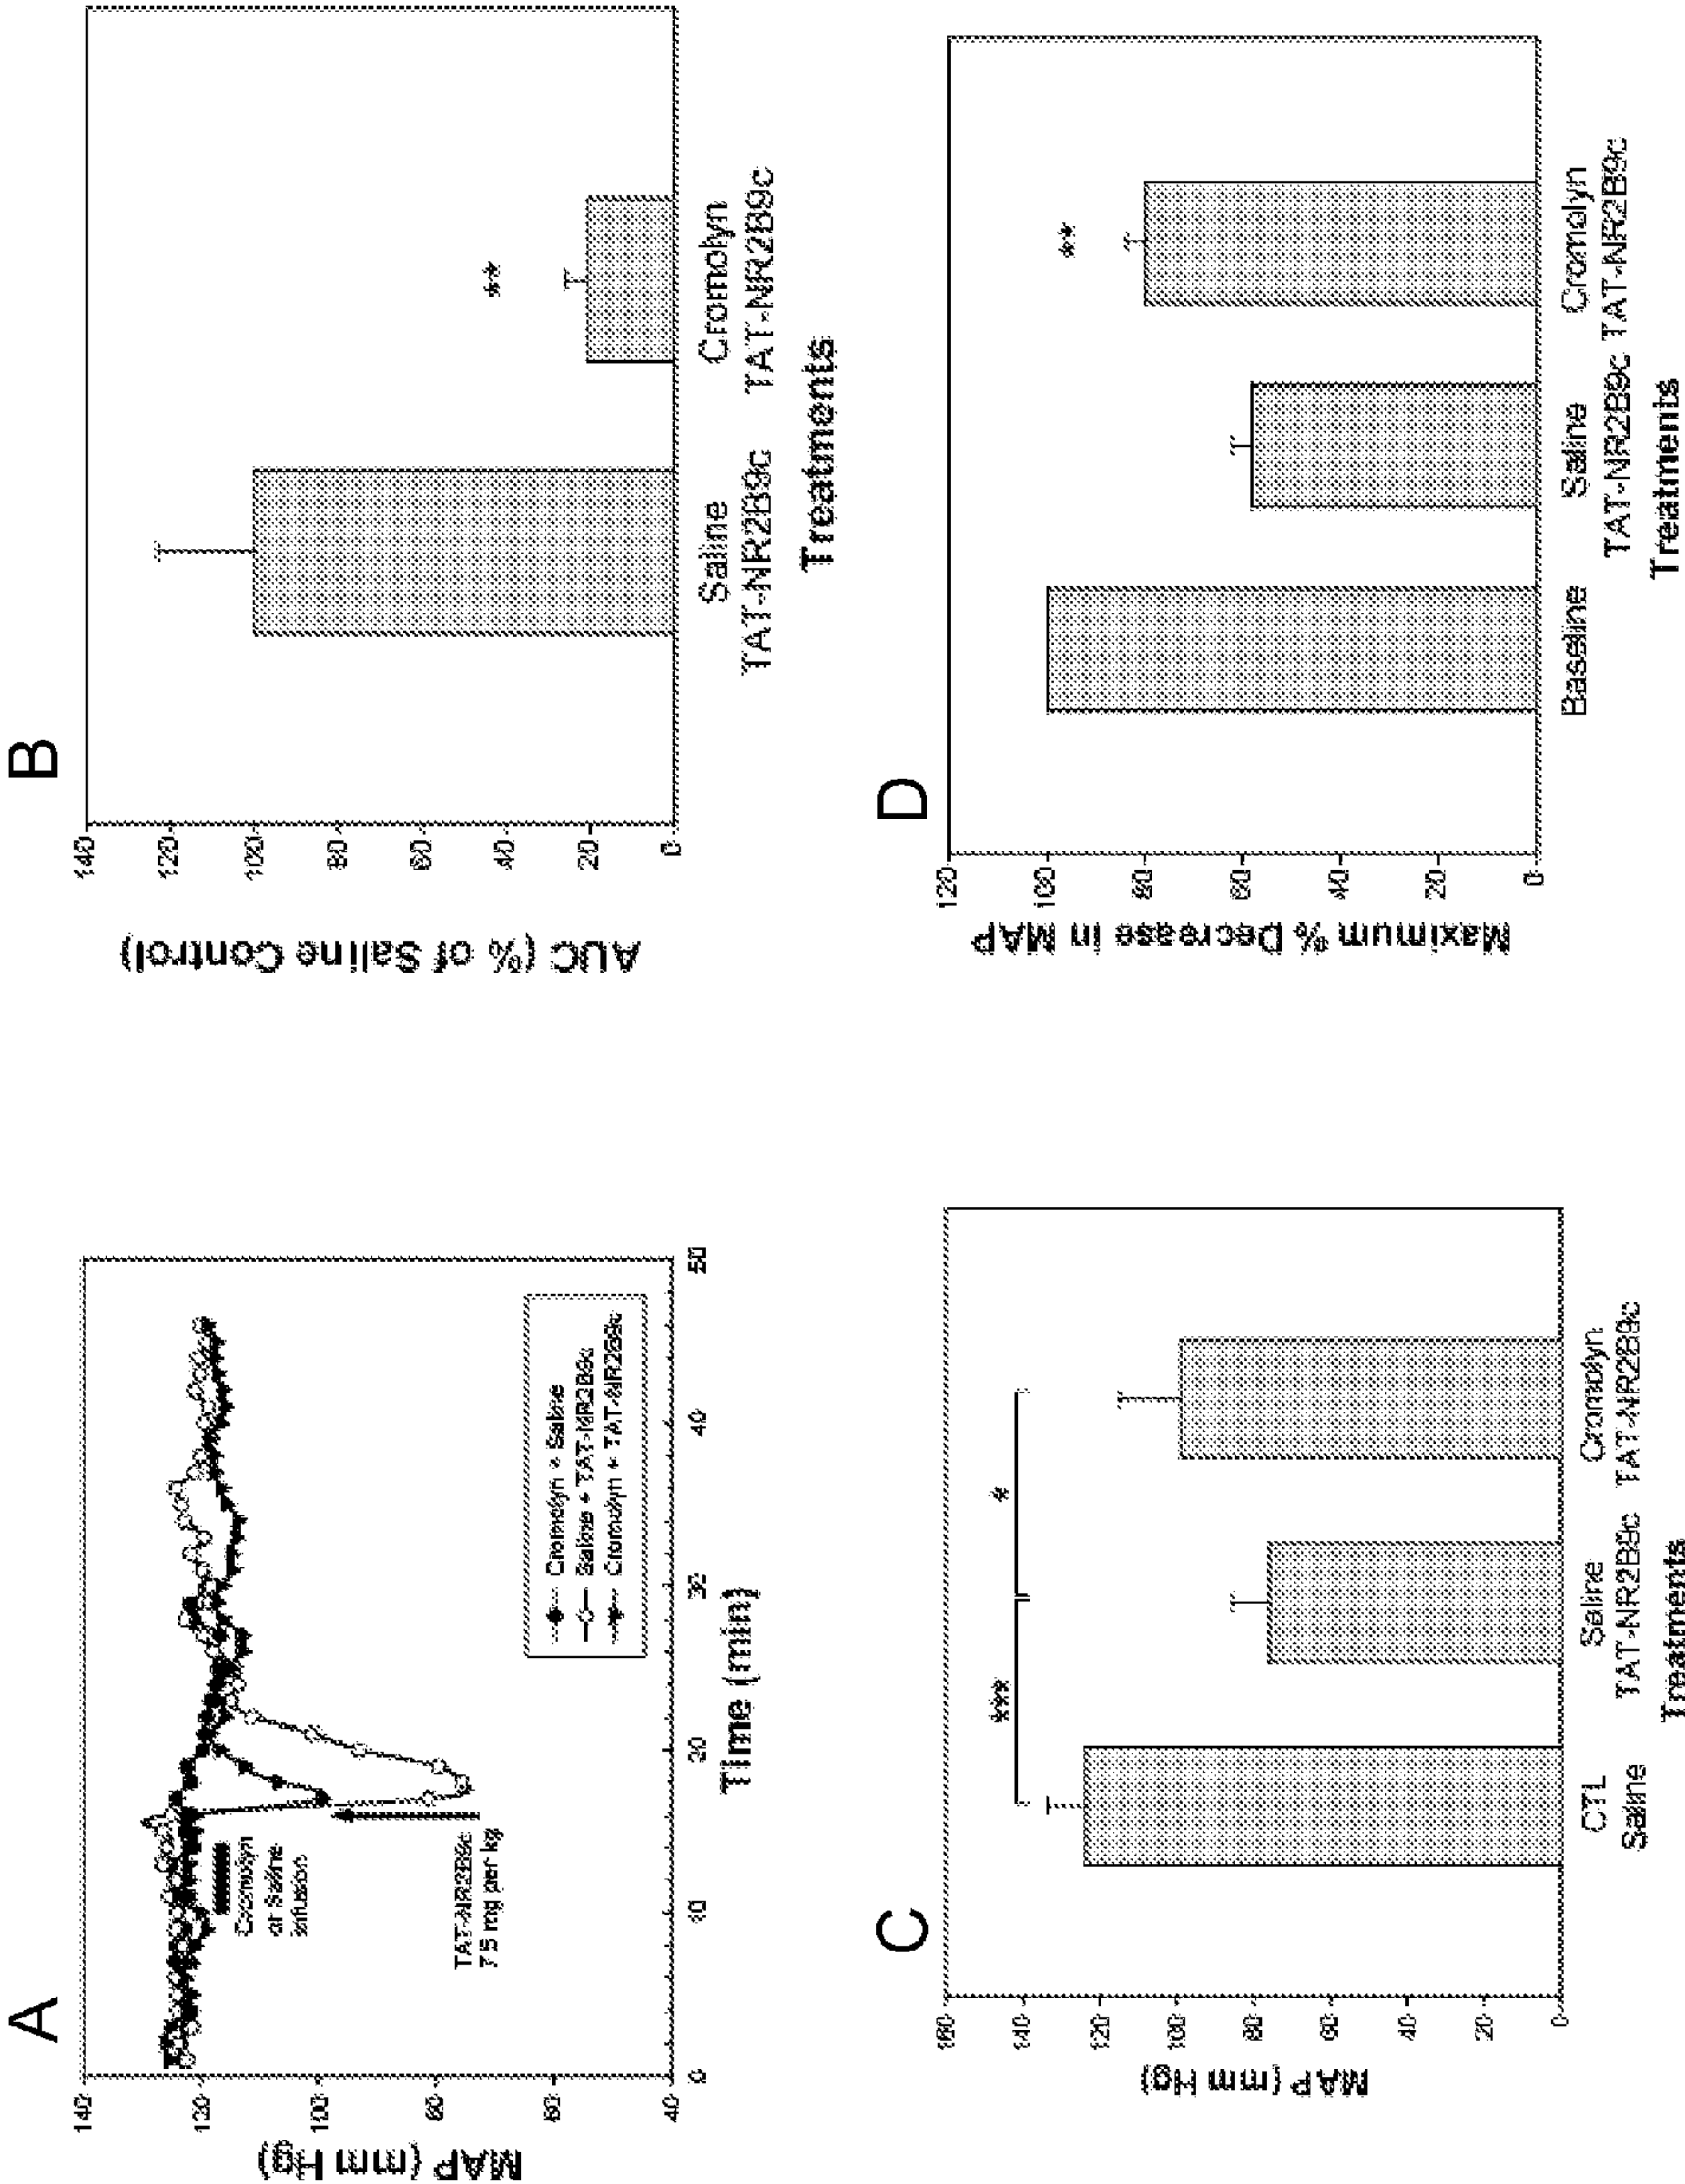 A
MAP (mm Hg)
140
120
100
80
60
40
0
10
20
30
40
50
Time (min)
Cromolyn
or Saline
infusion
TAT-NR2B9c
7.5 mg per kg
Cromolyn + Saline
Saline + TAT-NR2B9c
Cromolyn + TAT-NR2B9c
B
AUC (% of Saline Control)
140
120
100
80
60
40
20
0
**
Saline
TAT-NR2B9c
Cromolyn
TAT-NR2B9c
Treatments
C
MAP (mm Hg)
160
140
120
100
80
60
40
20
0
***
*
CTL
Saline
Saline
TAT-NR2B9c
Cromolyn
TAT-NR2B9c
Treatments
D
Maximum % Decrease in MAP
120
100
80
60
40
20
0
**
Baseline
Saline
TAT-NR2B9c
Cromolyn
TAT-NR2B9c
Treatments